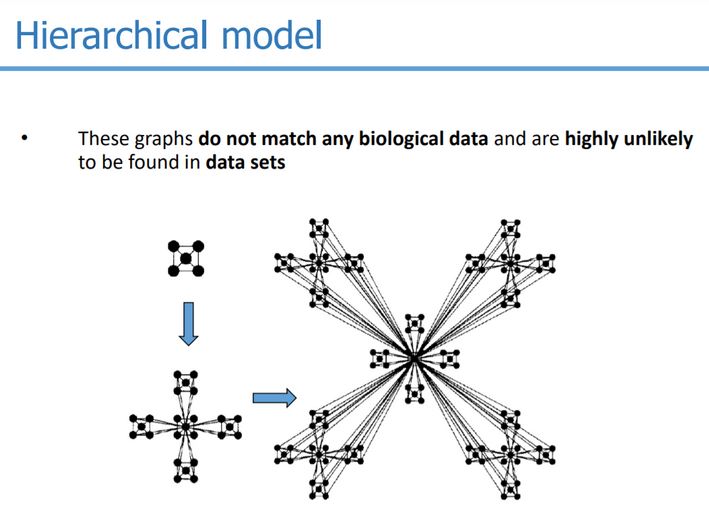 Hierarchical model
• These graphs do not match any biological data and are highly unlikely
to be found in data sets